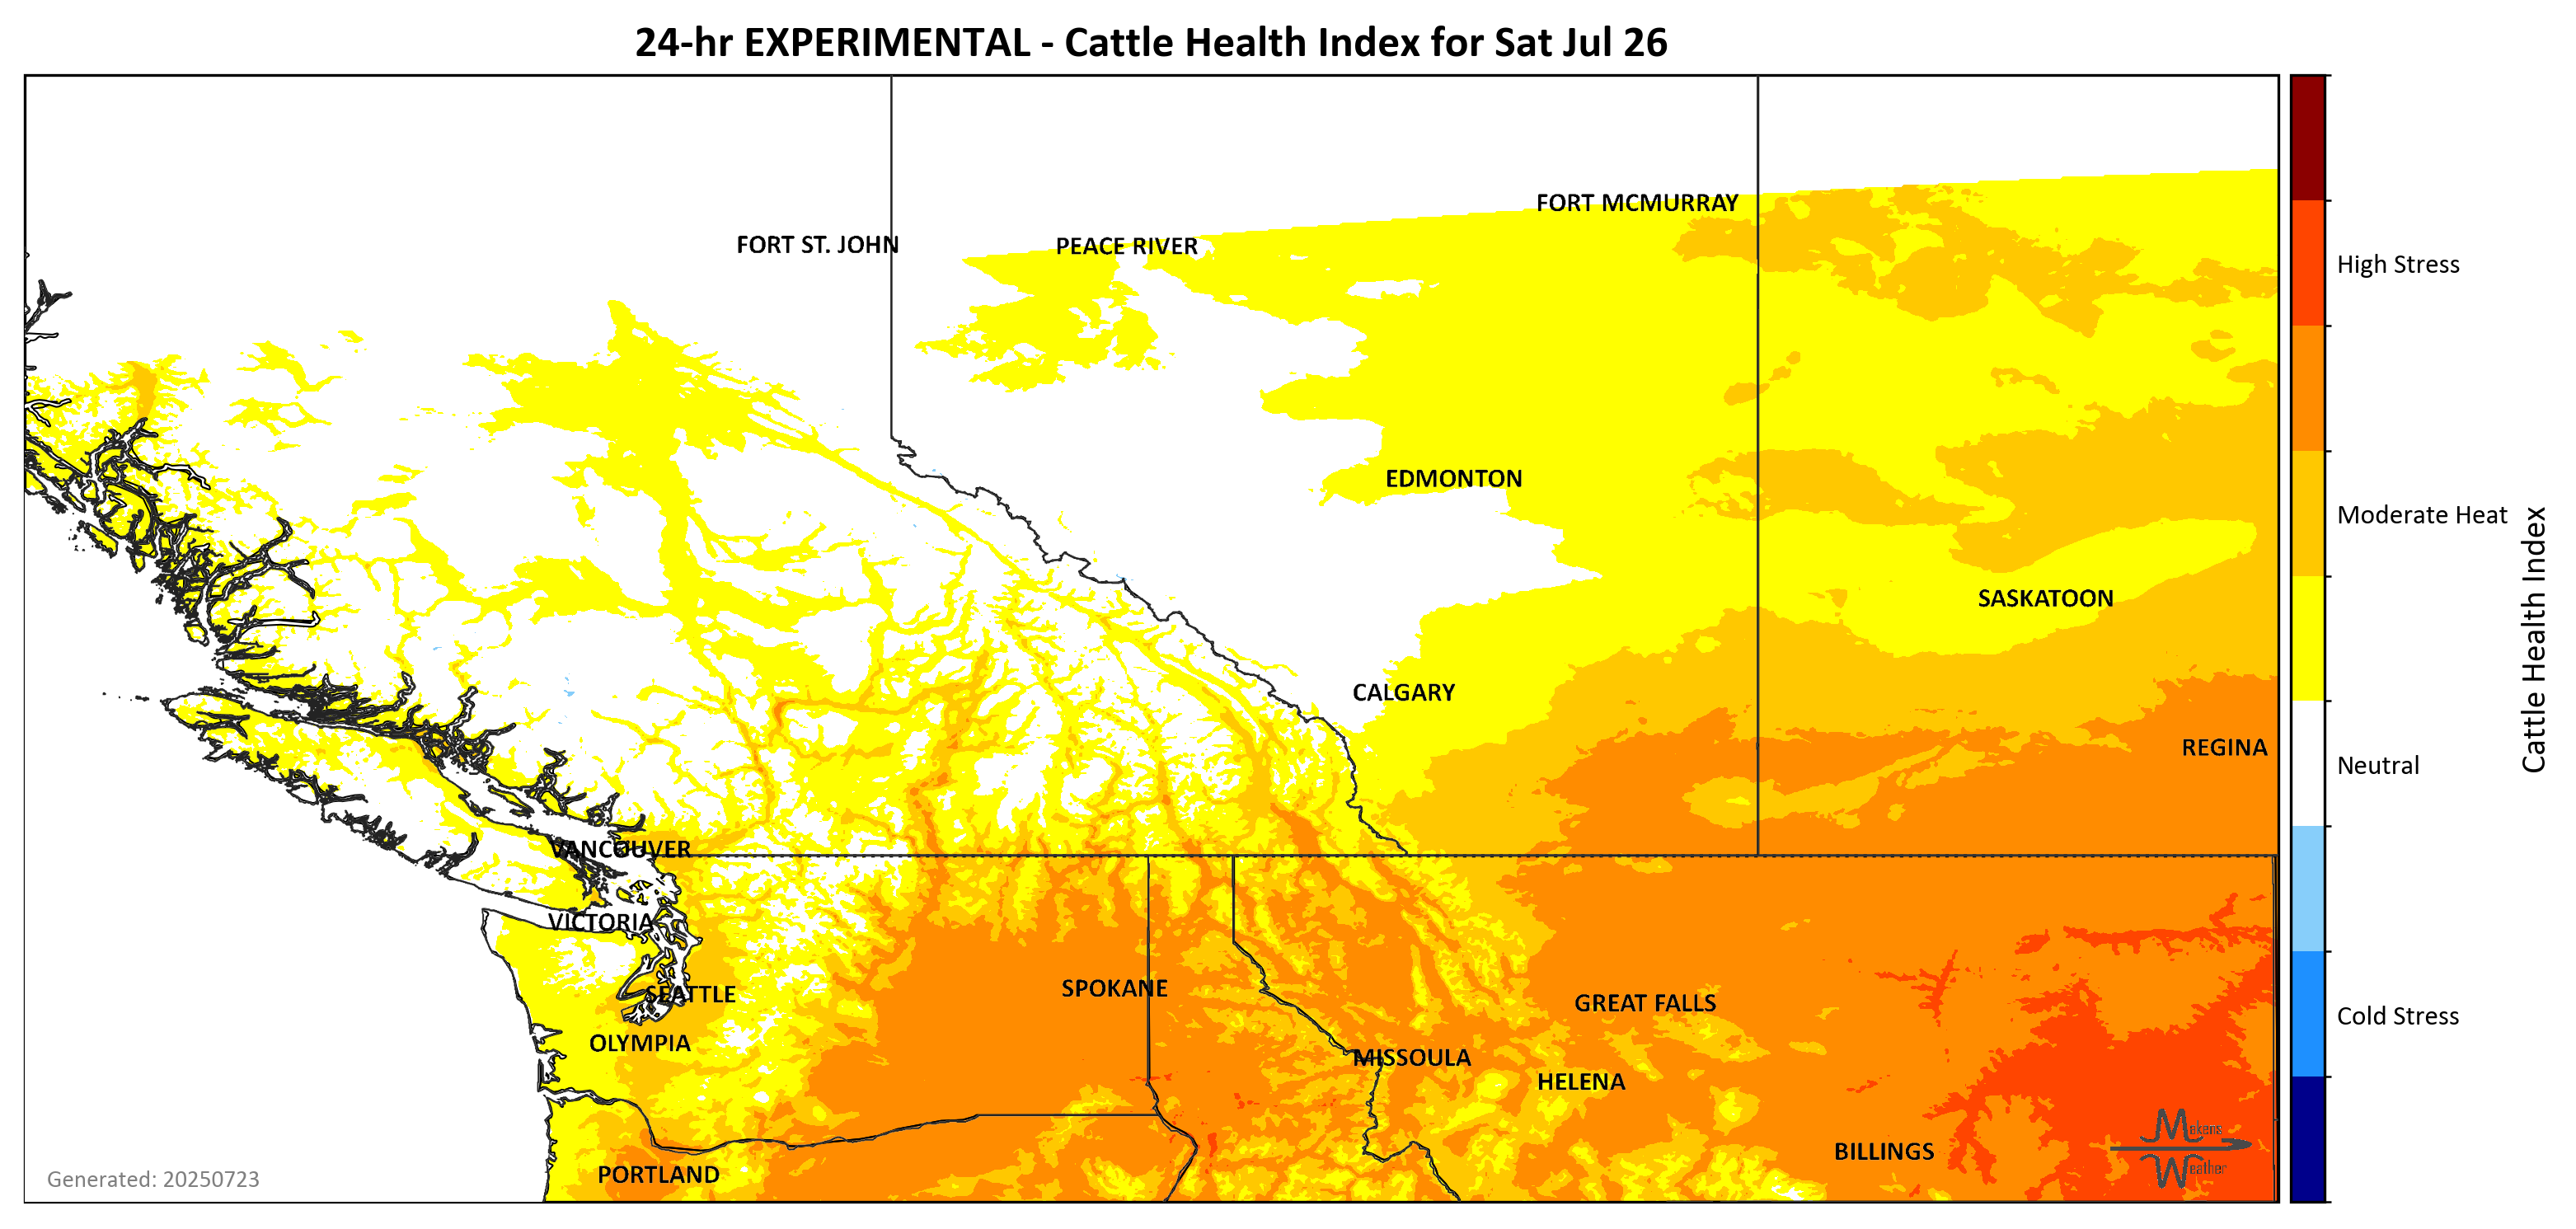 24-hr EXPERIMENTAL - Cattle Health Index for Sat Jul 26
FORT MCMURRAY
FORT ST. JOHN
PEACE RIVER
High Stress
EDMONTON
Moderate Heat
SASKATOON
CALGARY
REGINA
Neutral
Cattle Health Index
VANCOUVER
VICTORIA
SPOKANE
SEATTLE
GREAT FALLS
Cold Stress
OLYMPIA
MISSOULA
HELENA
Makens
Weather
BILLINGS
PORTLAND
Generated: 20250723